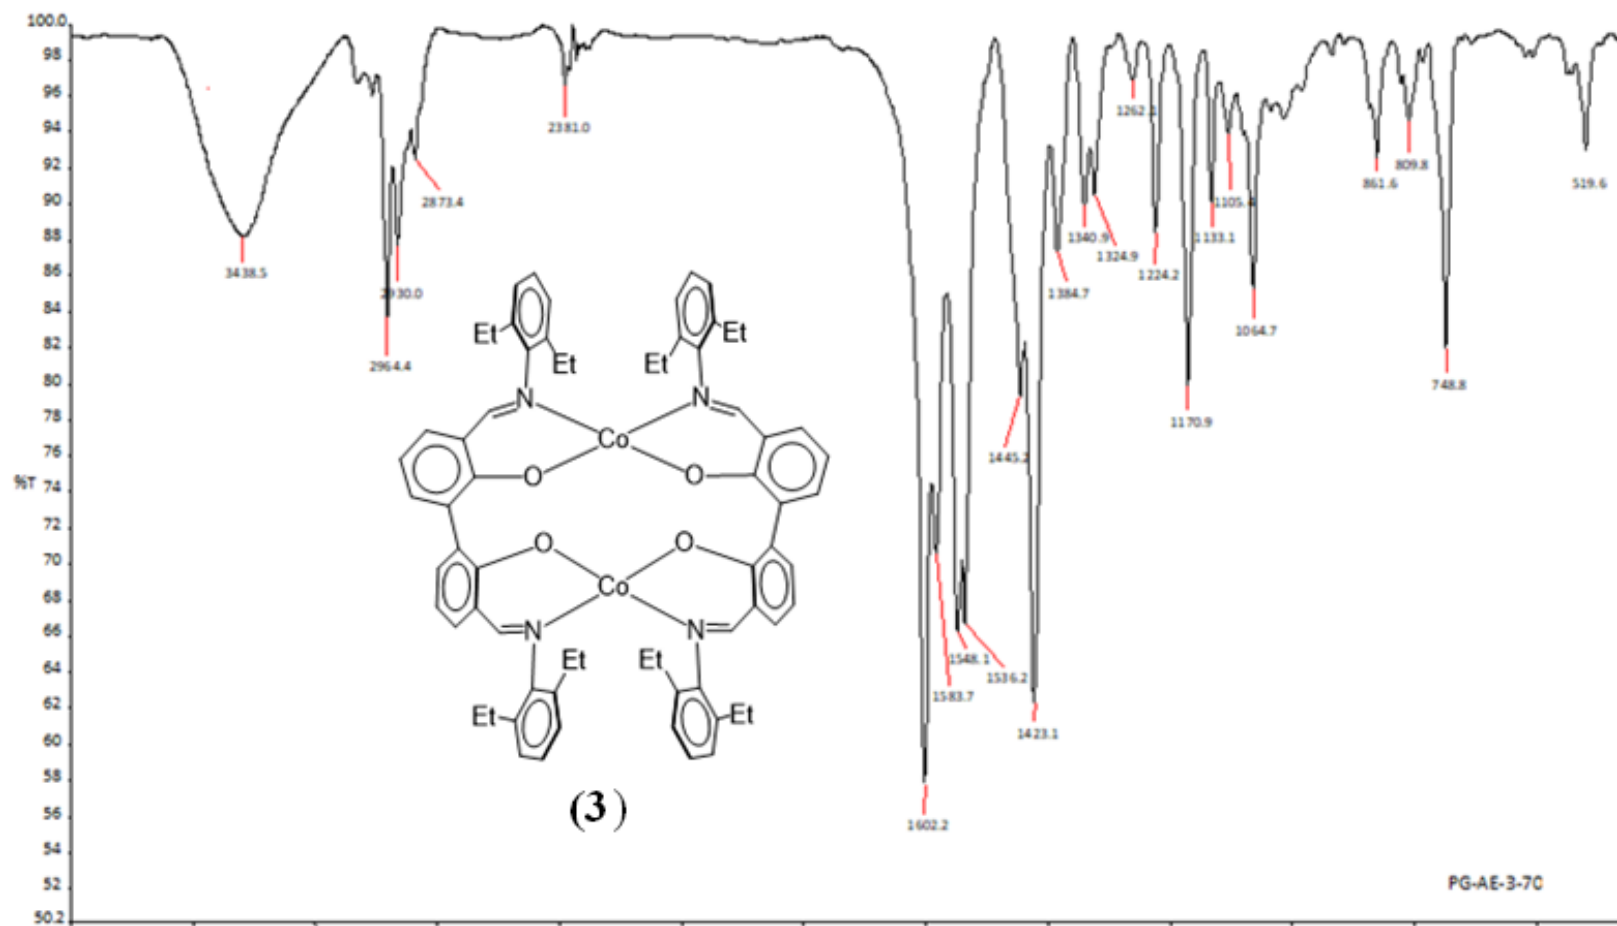 100.0
98
96
94
92
90
88
86
84
82
80
78
76
%T 74
72
70
68
66
64
62
60
58
56
54
52
50.2
3438.5
2964.4
2930.0
2873.4
2381.0
1602.2
1583.7
1548.1
1536.2
1445.2
1423.1
1384.7
1340.9
1324.9
1262.1
1224.2
1170.9
1133.1
1105.4
1064.7
861.6
809.8
748.8
519.6
Et
Et
Et
Et
N
N
Co
O
O
O
O
Co
N
N
Et
Et
Et
Et
(3)
PG-AE-3-70